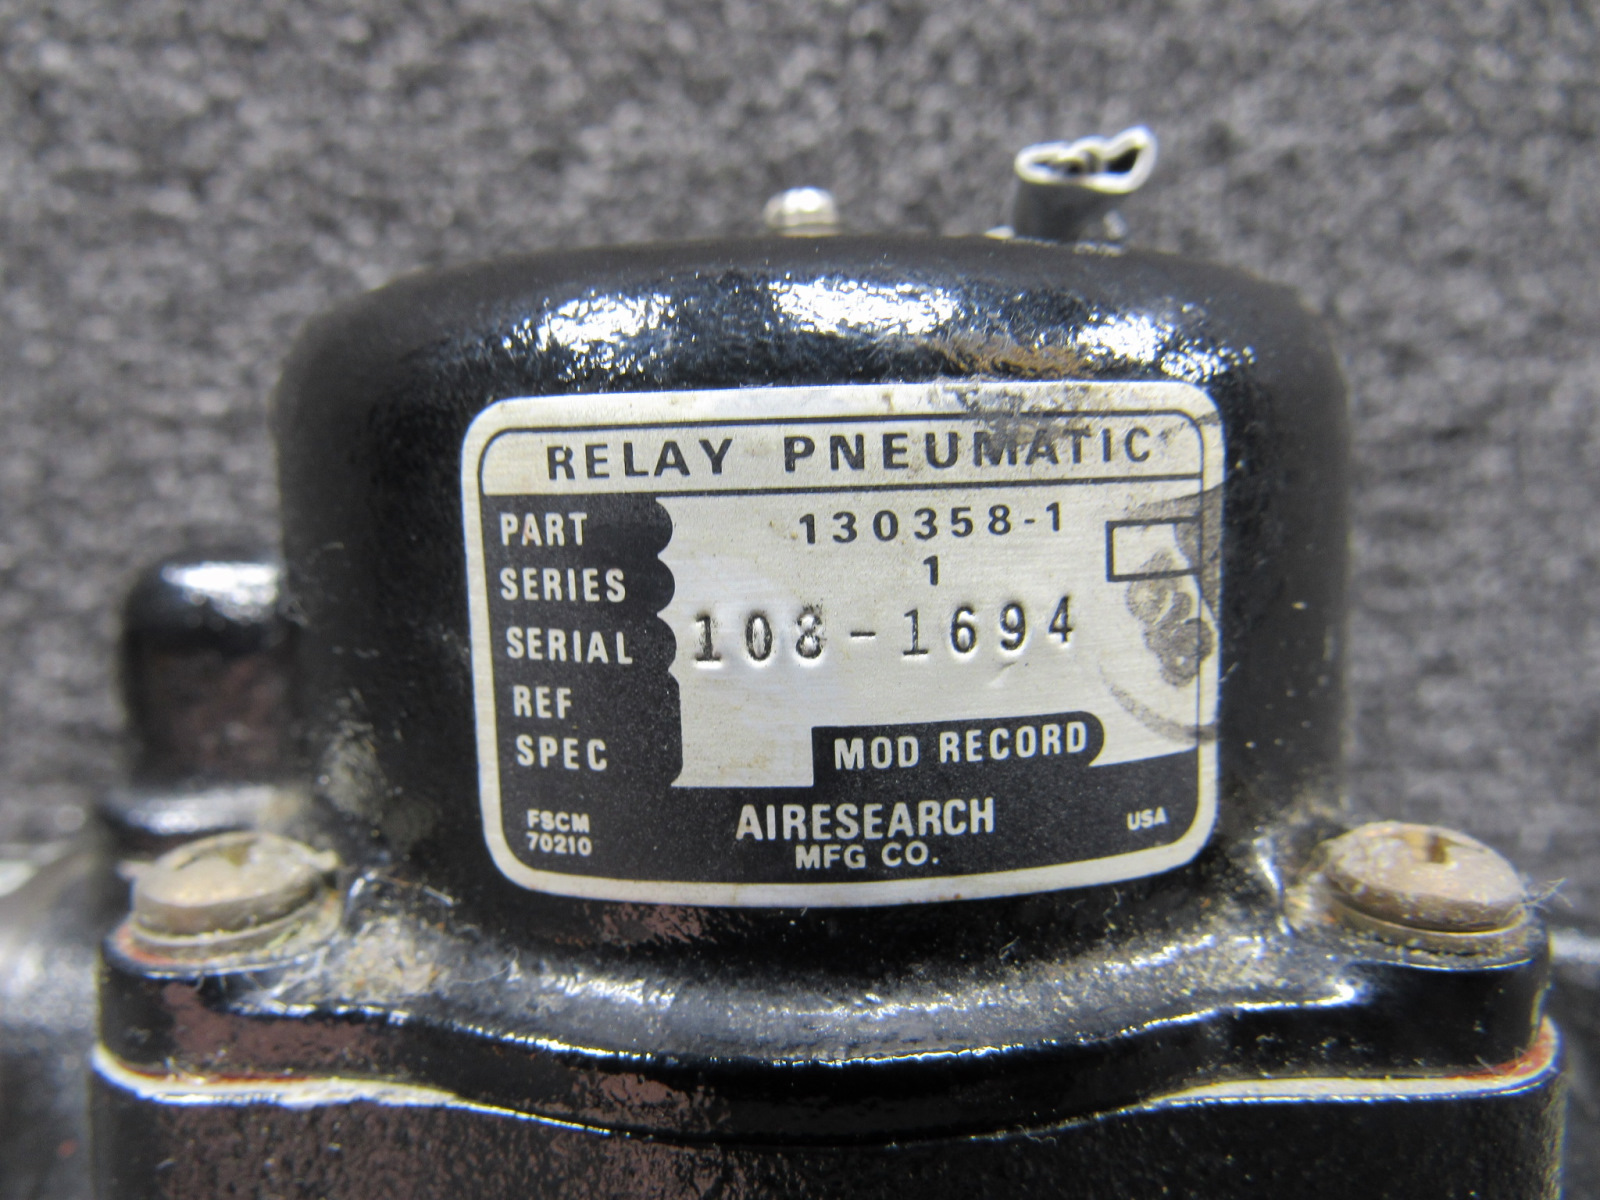 RELAY PNEUMATIC
PART 130358-1
SERIES 1
SERIAL 108-1694
REF
SPEC
MOD RECORD
FSCM
70210
AIRESEARCH
MFG CO.
USA